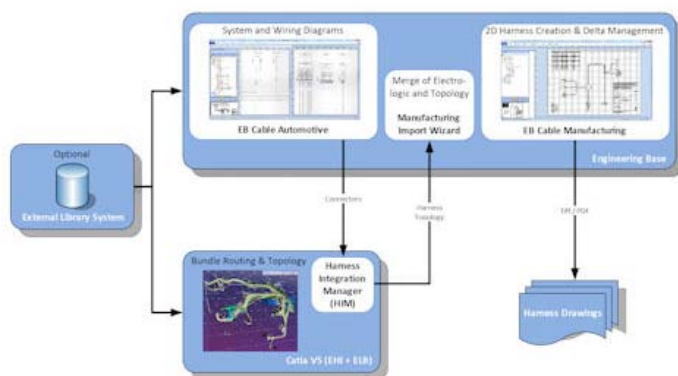 System and Wiring Diagrams
EB Cable Automotive
Merge of Electro-
logic and Topology
Manufacturing
Import Wizard
2D Harness Creation & Delta Management
EB Cable Manufacturing
Engineering Base
Optional
External Library System
Connectors
Harness
Topology
Bundle Routing & Topology
Harness
Integration
Manager
(HIM)
Catia V5 (EHI + ELB)
Harness Drawings